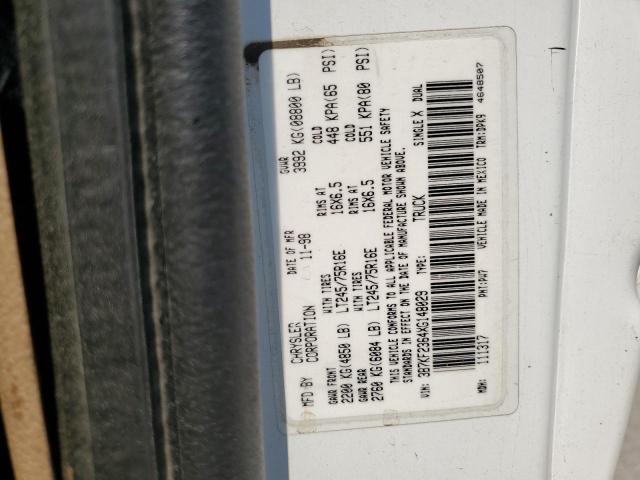 MFD BY CHRYSLER CORPORATION DATE OF MFR 11-98 GVWR 3992 KG(08800 LB)
GAWR FRONT WITH TIRES RIMS AT COLD
2200 KG(4850 LB) LT245/75R16E 16X6.5 448 KPA(65 PSI)
GAWR REAR WITH TIRES RIMS AT COLD
2760 KG(6084 LB) LT245/75R16E 16X6.5 551 KPA(80 PSI)
THIS VEHICLE CONFORMS TO ALL APPLICABLE FEDERAL MOTOR VEHICLE SAFETY
STANDARDS IN EFFECT ON THE DATE OF MANUFACTURE SHOWN ABOVE.
VIN: 3B7KF2364XG148029 TYPE: TRUCK SINGLE X DUAL
MDH: 111317 PNT:PW7 VEHICLE MADE IN MEXICO TRM:DPK9 4648507